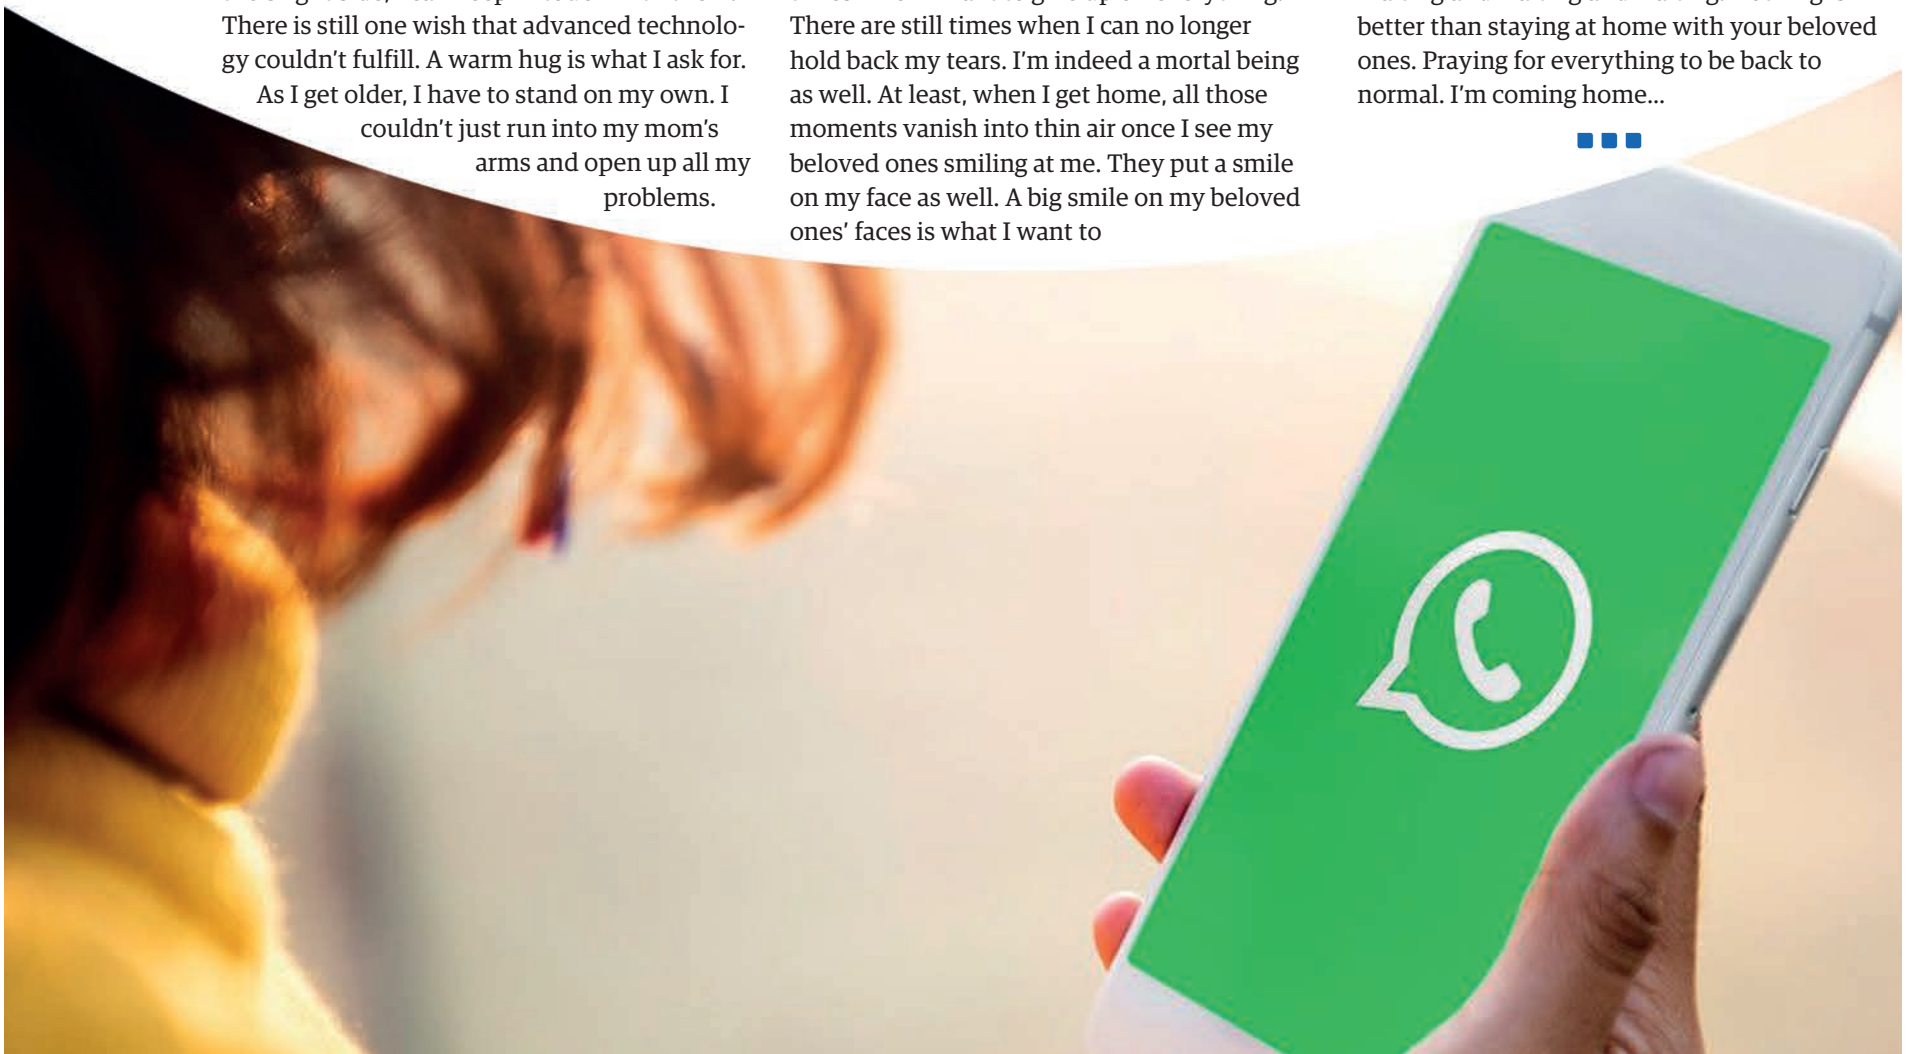 There is still one wish that advanced technolo-
gy couldn't fulfill. A warm hug is what I ask for.
As I get older, I have to stand on my own. I
couldn't just run into my mom's
arms and open up all my
problems.
There are still times when I can no longer
hold back my tears. I'm indeed a mortal being
as well. At least, when I get home, all those
moments vanish into thin air once I see my
beloved ones smiling at me. They put a smile
on my face as well. A big smile on my beloved
ones' faces is what I want to
better than staying at home with your beloved
ones. Praying for everything to be back to
normal. I'm coming home...